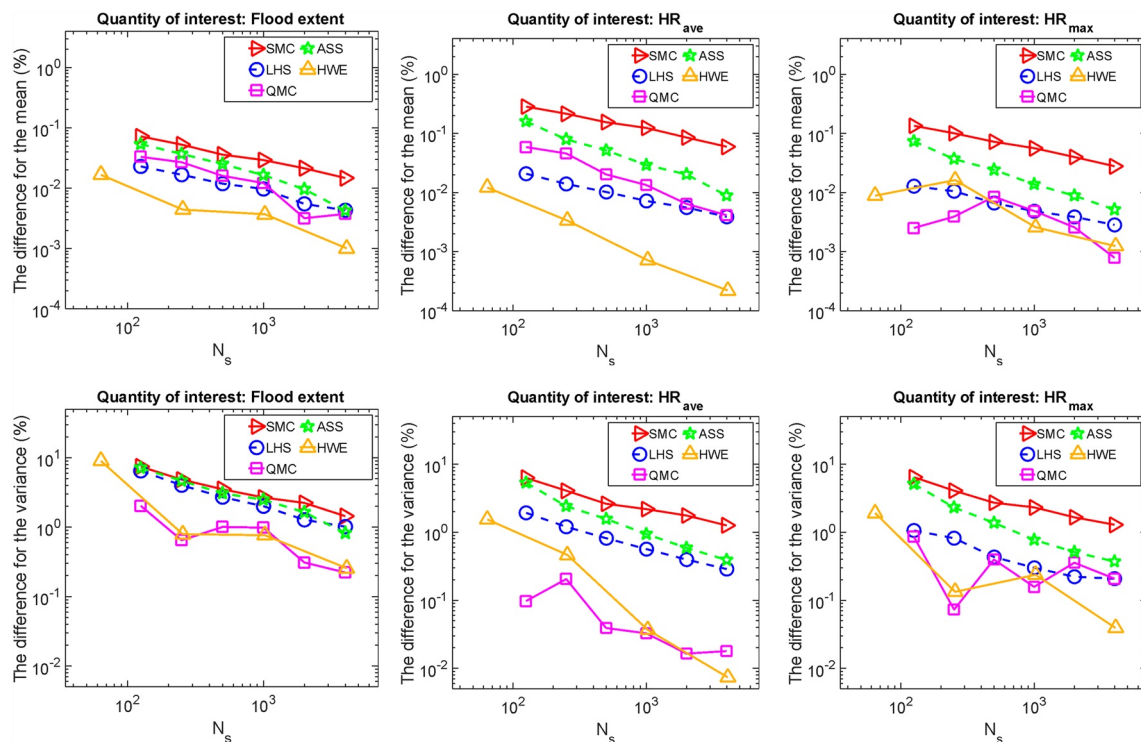 Quantity of interest: Flood extent
The difference for the mean (%)
10^0
10^-1
10^-2
10^-3
10^-4
10^2
10^3
N_s
SMC
ASS
LHS
HWE
QMC
Quantity of interest: HR_ave
The difference for the mean (%)
10^0
10^-1
10^-2
10^-3
10^-4
10^2
10^3
N_s
SMC
ASS
LHS
HWE
QMC
Quantity of interest: HR_max
The difference for the mean (%)
10^0
10^-1
10^-2
10^-3
10^-4
10^2
10^3
N_s
SMC
ASS
LHS
HWE
QMC
Quantity of interest: Flood extent
The difference for the variance (%)
10^1
10^0
10^-1
10^-2
10^2
10^3
N_s
SMC
ASS
LHS
HWE
QMC
Quantity of interest: HR_ave
The difference for the variance (%)
10^1
10^0
10^-1
10^-2
10^2
10^3
N_s
SMC
ASS
LHS
HWE
QMC
Quantity of interest: HR_max
The difference for the variance (%)
10^1
10^0
10^-1
10^-2
10^2
10^3
N_s
SMC
ASS
LHS
HWE
QMC